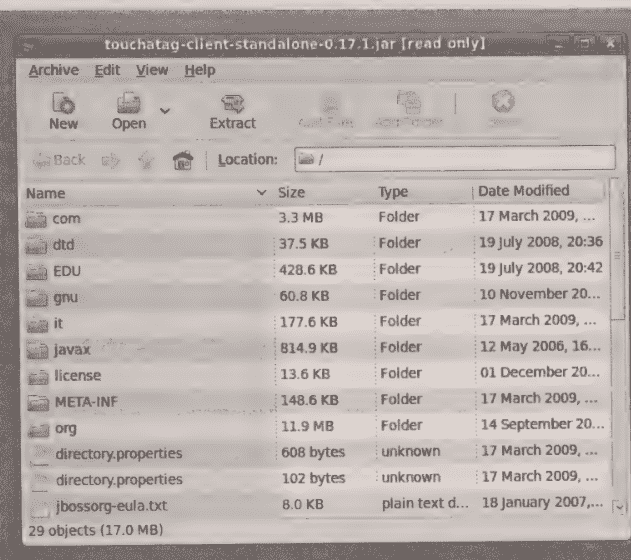 touchatag-client-standalone-0.17.1.jar [read only]
Archive Edit View Help
New Open Extract Add Files Add Folder
Back Location: /
Name Size Type Date Modified
com 3.3 MB Folder 17 March 2009, ...
dtd 37.5 KB Folder 19 July 2008, 20:36
EDU 428.6 KB Folder 19 July 2008, 20:42
gnu 60.8 KB Folder 10 November 20...
it 177.6 KB Folder 17 March 2009, ...
javax 814.9 KB Folder 12 May 2006, 16...
license 13.6 KB Folder 01 December 20...
META-INF 148.6 KB Folder 17 March 2009, ...
org 11.9 MB Folder 14 September 20...
directory.properties 608 bytes unknown 17 March 2009, ...
directory.properties 102 bytes unknown 17 March 2009, ...
jbossorg-eula.txt 8.0 KB plain text d... 18 January 2007,...
29 objects (17.0 MB)